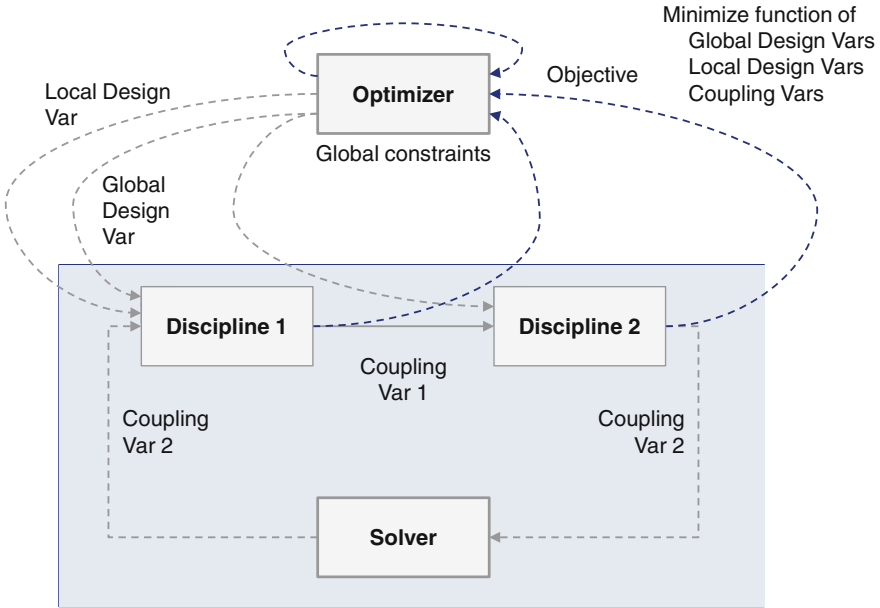 Minimize function of
Global Design Vars
Local Design Vars
Coupling Vars
Objective
Optimizer
Local Design
Var
Global constraints
Global
Design
Var
Discipline 1
Discipline 2
Coupling
Var 1
Coupling
Var 2
Coupling
Var 2
Solver